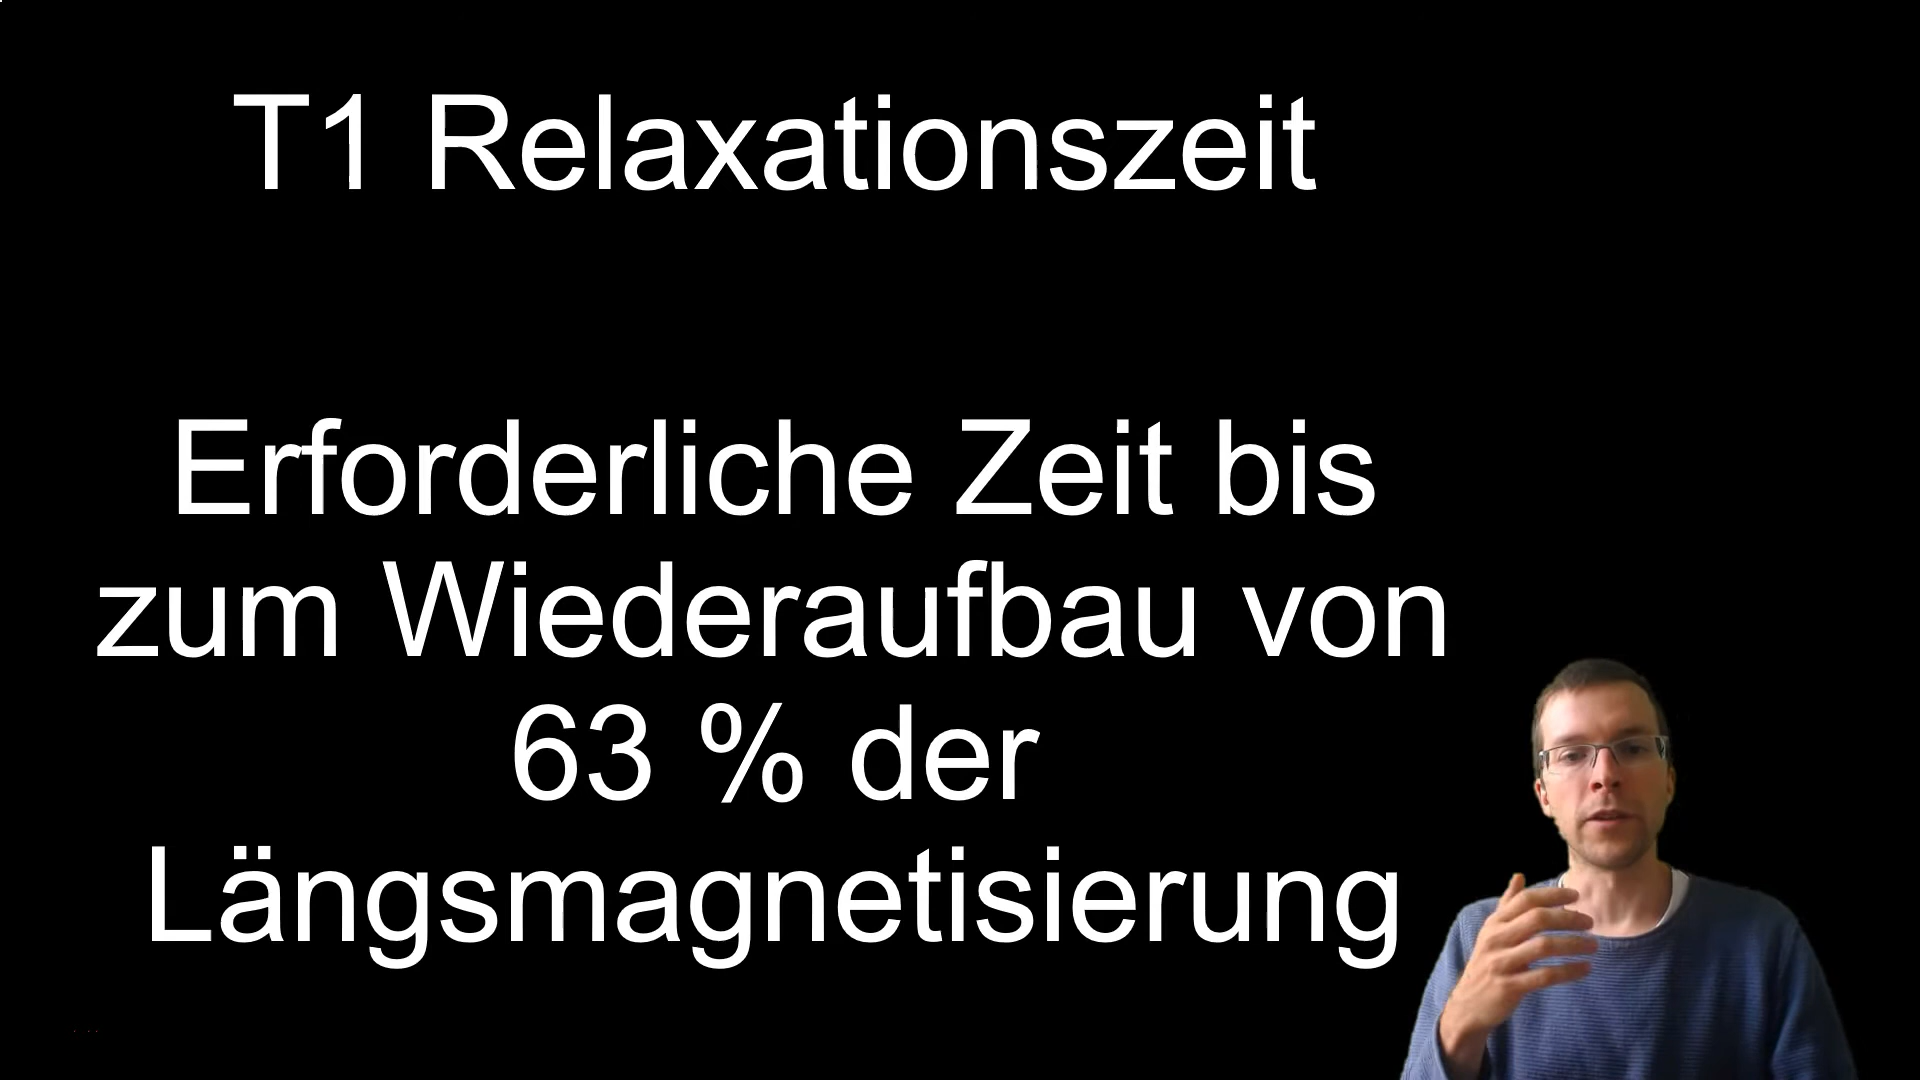 T1 Relaxationszeit
Erforderliche Zeit bis
zum Wiederaufbau von
63 % der
Längsmagnetisierung